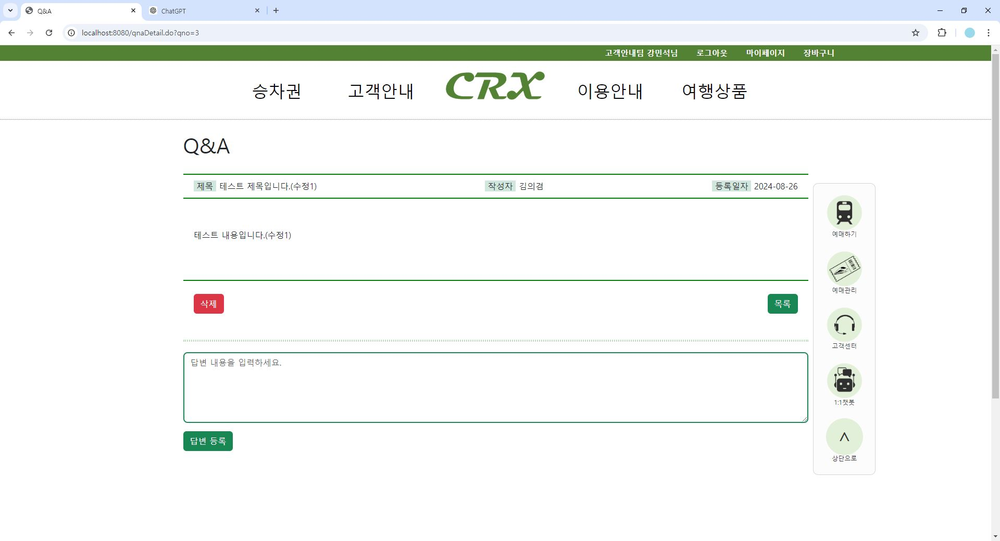 Q&A
ChatGPT
localhost:8080/qnaDetail.do?qno=3
고객안내팀 강민석님 로그아웃 마이페이지 장바구니
승차권 고객안내 CRX 이용안내 여행상품
Q&A
제목 테스트 제목입니다.(수정1) 작성자 김의겸 등록일자 2024-08-26
테스트 내용입니다.(수정1)
삭제 목록
답변 내용을 입력하세요.
답변 등록
예매하기
예매관리
고객센터
1:1챗봇
^
상단으로